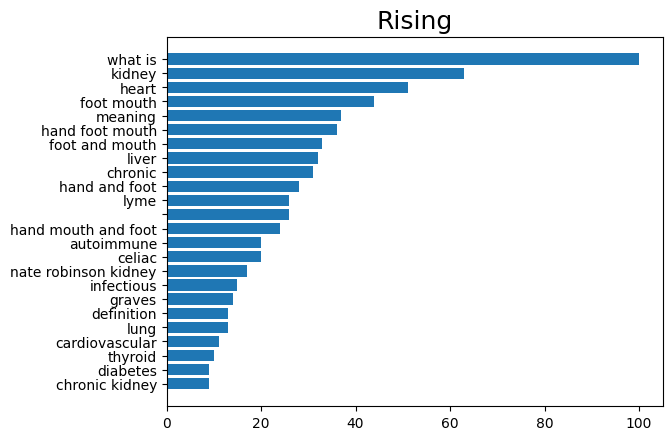 Rising
what is
kidney
heart
foot mouth
meaning
hand foot mouth
foot and mouth
liver
chronic
hand and foot
lyme
hand mouth and foot
autoimmune
celiac
nate robinson kidney
infectious
graves
definition
lung
cardiovascular
thyroid
diabetes
chronic kidney
0 20 40 60 80 100